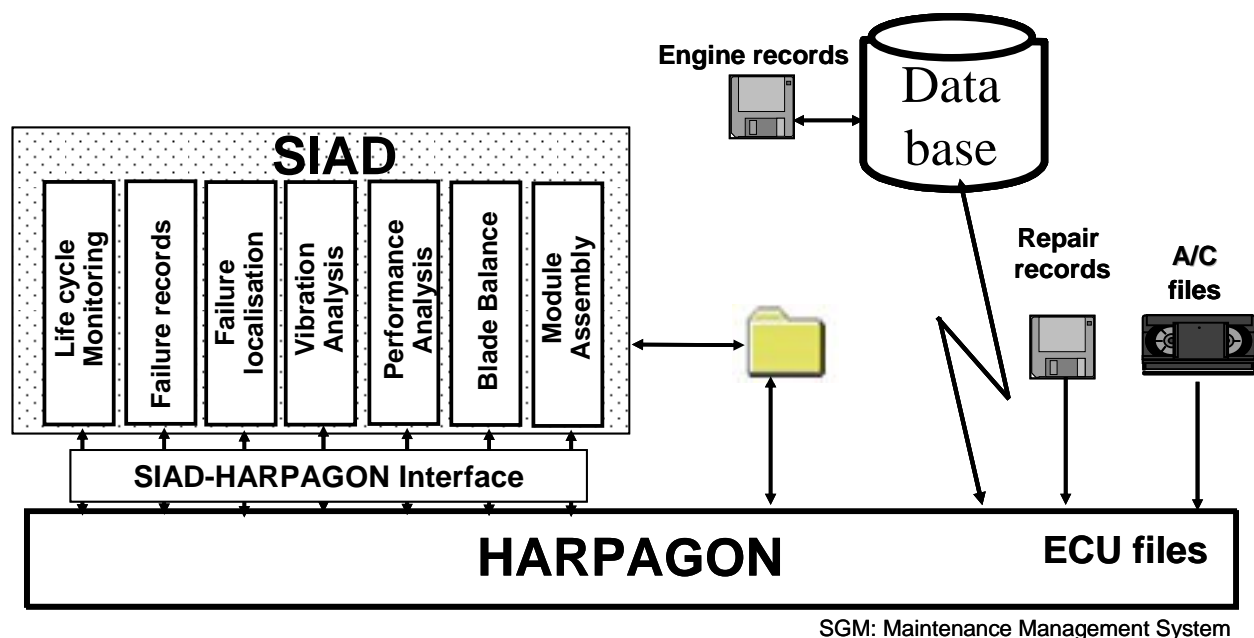 Engine records
Data
base
SIAD
Life cycle
Monitoring
Failure records
Failure
localisation
Vibration
Analysis
Performance
Analysis
Blade Balance
Module
Assembly
Repair
records
A/C
files
SIAD-HARPAGON Interface
HARPAGON
ECU files
SGM: Maintenance Management System